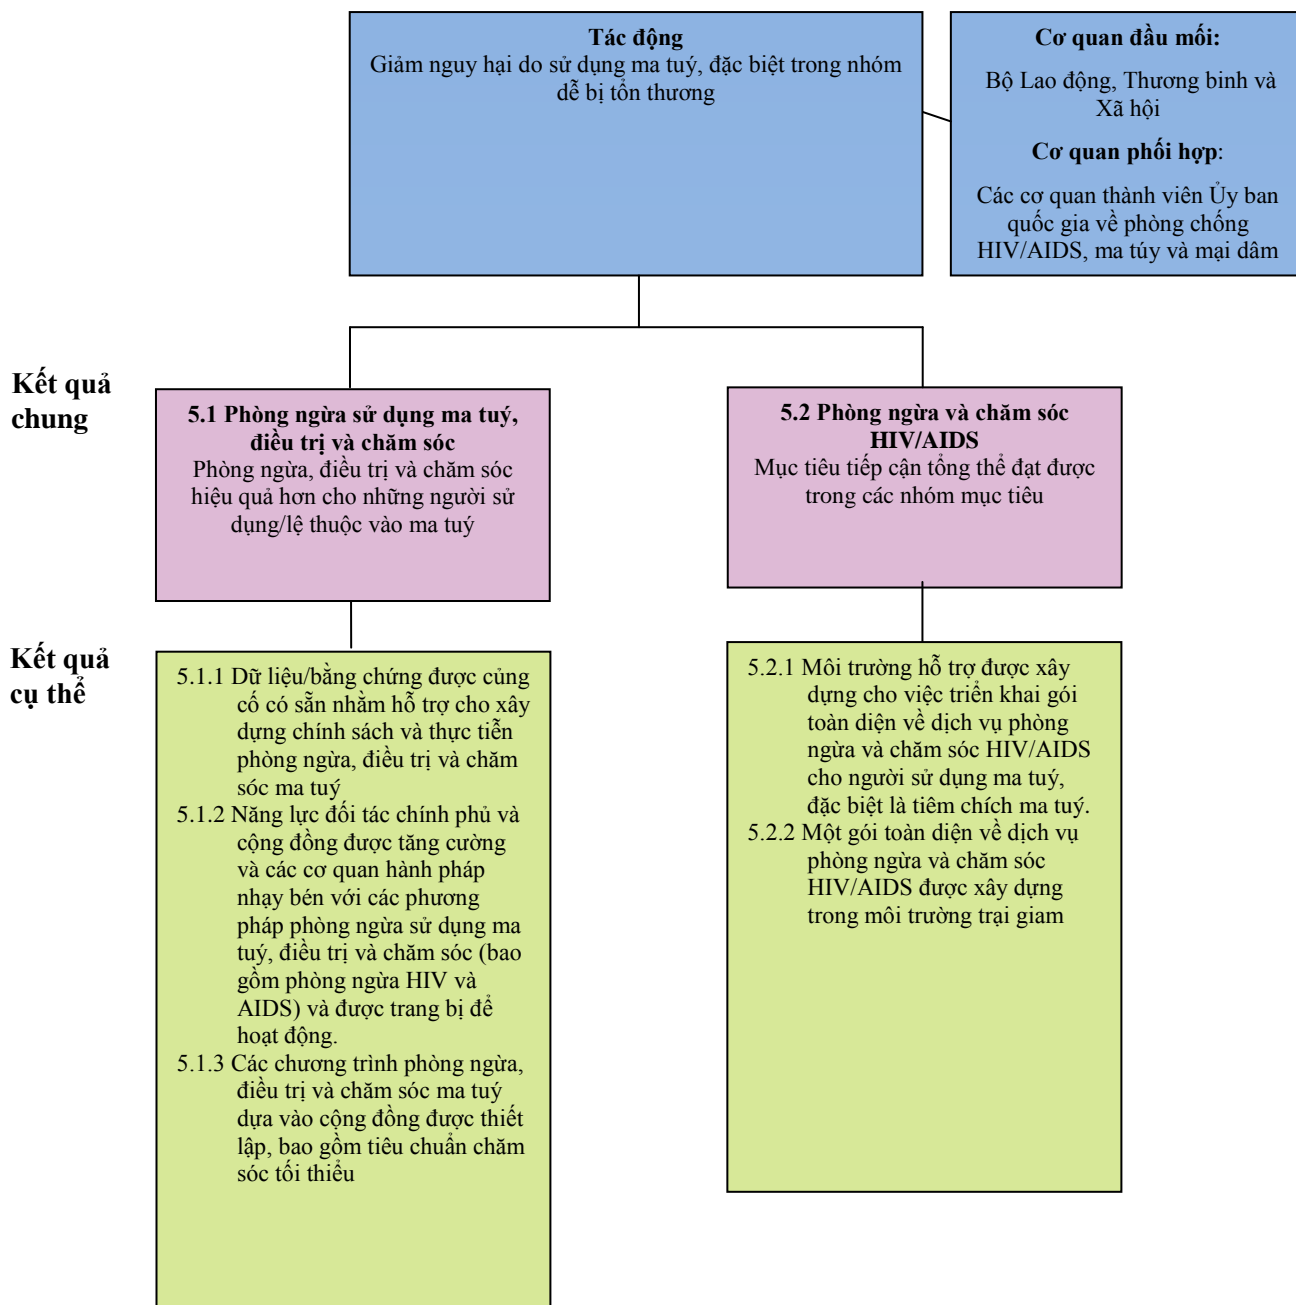 Tác động
Giảm nguy hại do sử dụng ma tuý, đặc biệt trong nhóm
dễ bị tổn thương
Cơ quan đầu mối:
Bộ Lao động, Thương binh và
Xã hội
Cơ quan phối hợp:
Các cơ quan thành viên Ủy ban
quốc gia về phòng chống
HIV/AIDS, ma túy và mại dâm
Kết quả
chung
5.1 Phòng ngừa sử dụng ma tuý,
điều trị và chăm sóc
Phòng ngừa, điều trị và chăm sóc
hiệu quả hơn cho những người sử
dụng/lệ thuộc vào ma tuý
5.2 Phòng ngừa và chăm sóc
HIV/AIDS
Mục tiêu tiếp cận tổng thể đạt được
trong các nhóm mục tiêu
Kết quả
cụ thể
5.1.1 Dữ liệu/bằng chứng được củng
cố có sẵn nhằm hỗ trợ cho xây
dựng chính sách và thực tiễn
phòng ngừa, điều trị và chăm
sóc ma tuý
5.1.2 Năng lực đối tác chính phủ và
cộng đồng được tăng cường
và các cơ quan hành pháp
nhạy bén với các phương
pháp phòng ngừa sử dụng ma
tuý, điều trị và chăm sóc (bao
gồm phòng ngừa HIV và
AIDS) và được trang bị để
hoạt động.
5.1.3 Các chương trình phòng ngừa,
điều trị và chăm sóc ma tuý
dựa vào cộng đồng được thiết
lập, bao gồm tiêu chuẩn chăm
sóc tối thiểu
5.2.1 Môi trường hỗ trợ được xây
dựng cho việc triển khai gói
toàn diện về dịch vụ phòng
ngừa và chăm sóc HIV/AIDS
cho người sử dụng ma tuý,
đặc biệt là tiêm chích ma tuý.
5.2.2 Một gói toàn diện về dịch vụ
phòng ngừa và chăm sóc
HIV/AIDS được xây dựng
trong môi trường trại giam